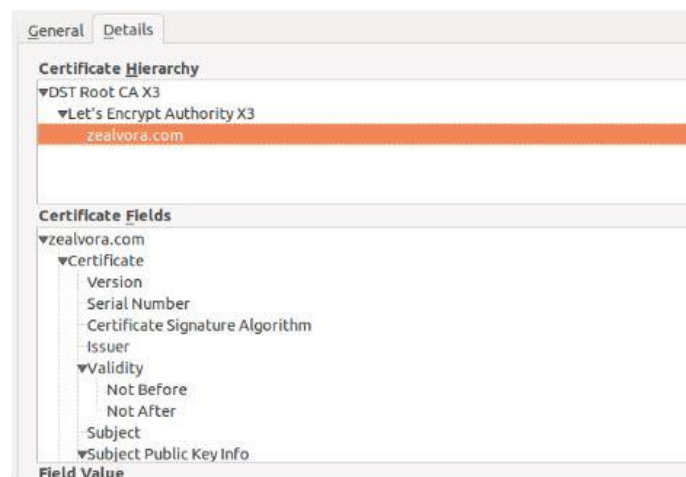 General Details
Certificate Hierarchy
DST Root CA X3
Let's Encrypt Authority X3
zealvora.com
Certificate Fields
zealvora.com
Certificate
Version
Serial Number
Certificate Signature Algorithm
Issuer
Validity
Not Before
Not After
Subject
Subject Public Key Info
Field Value